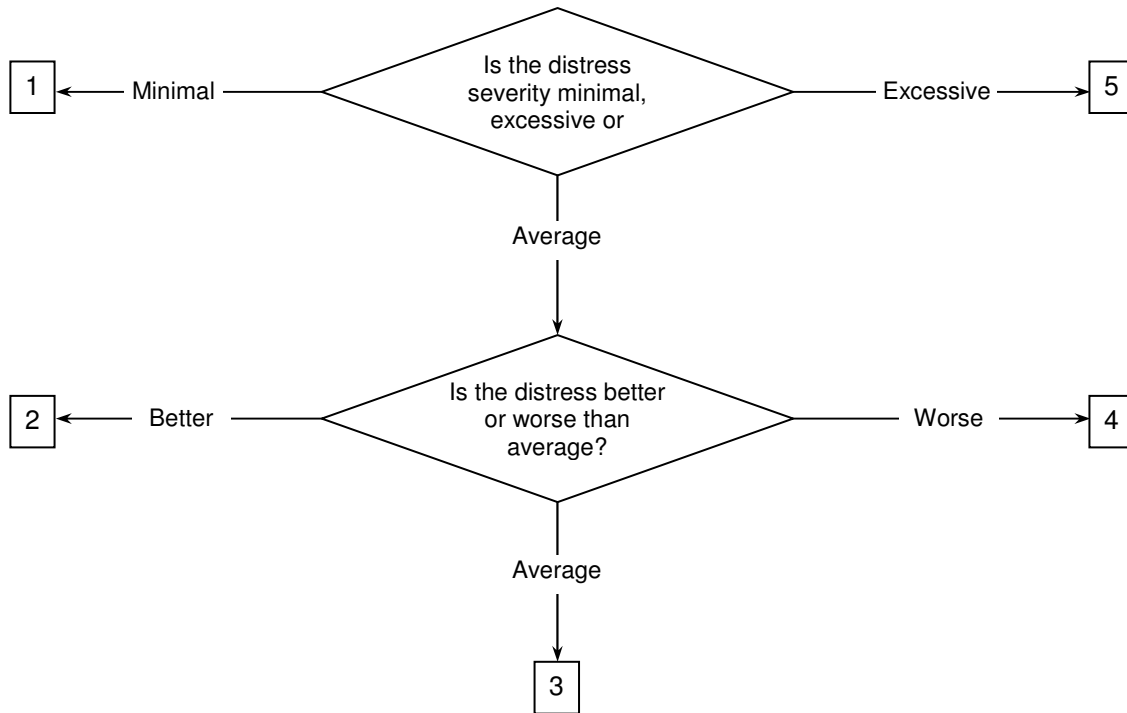 Is the distress
severity minimal,
excessive or
1
Minimal
Excessive
5
Average
Is the distress better
or worse than
average?
2
Better
Worse
4
Average
3